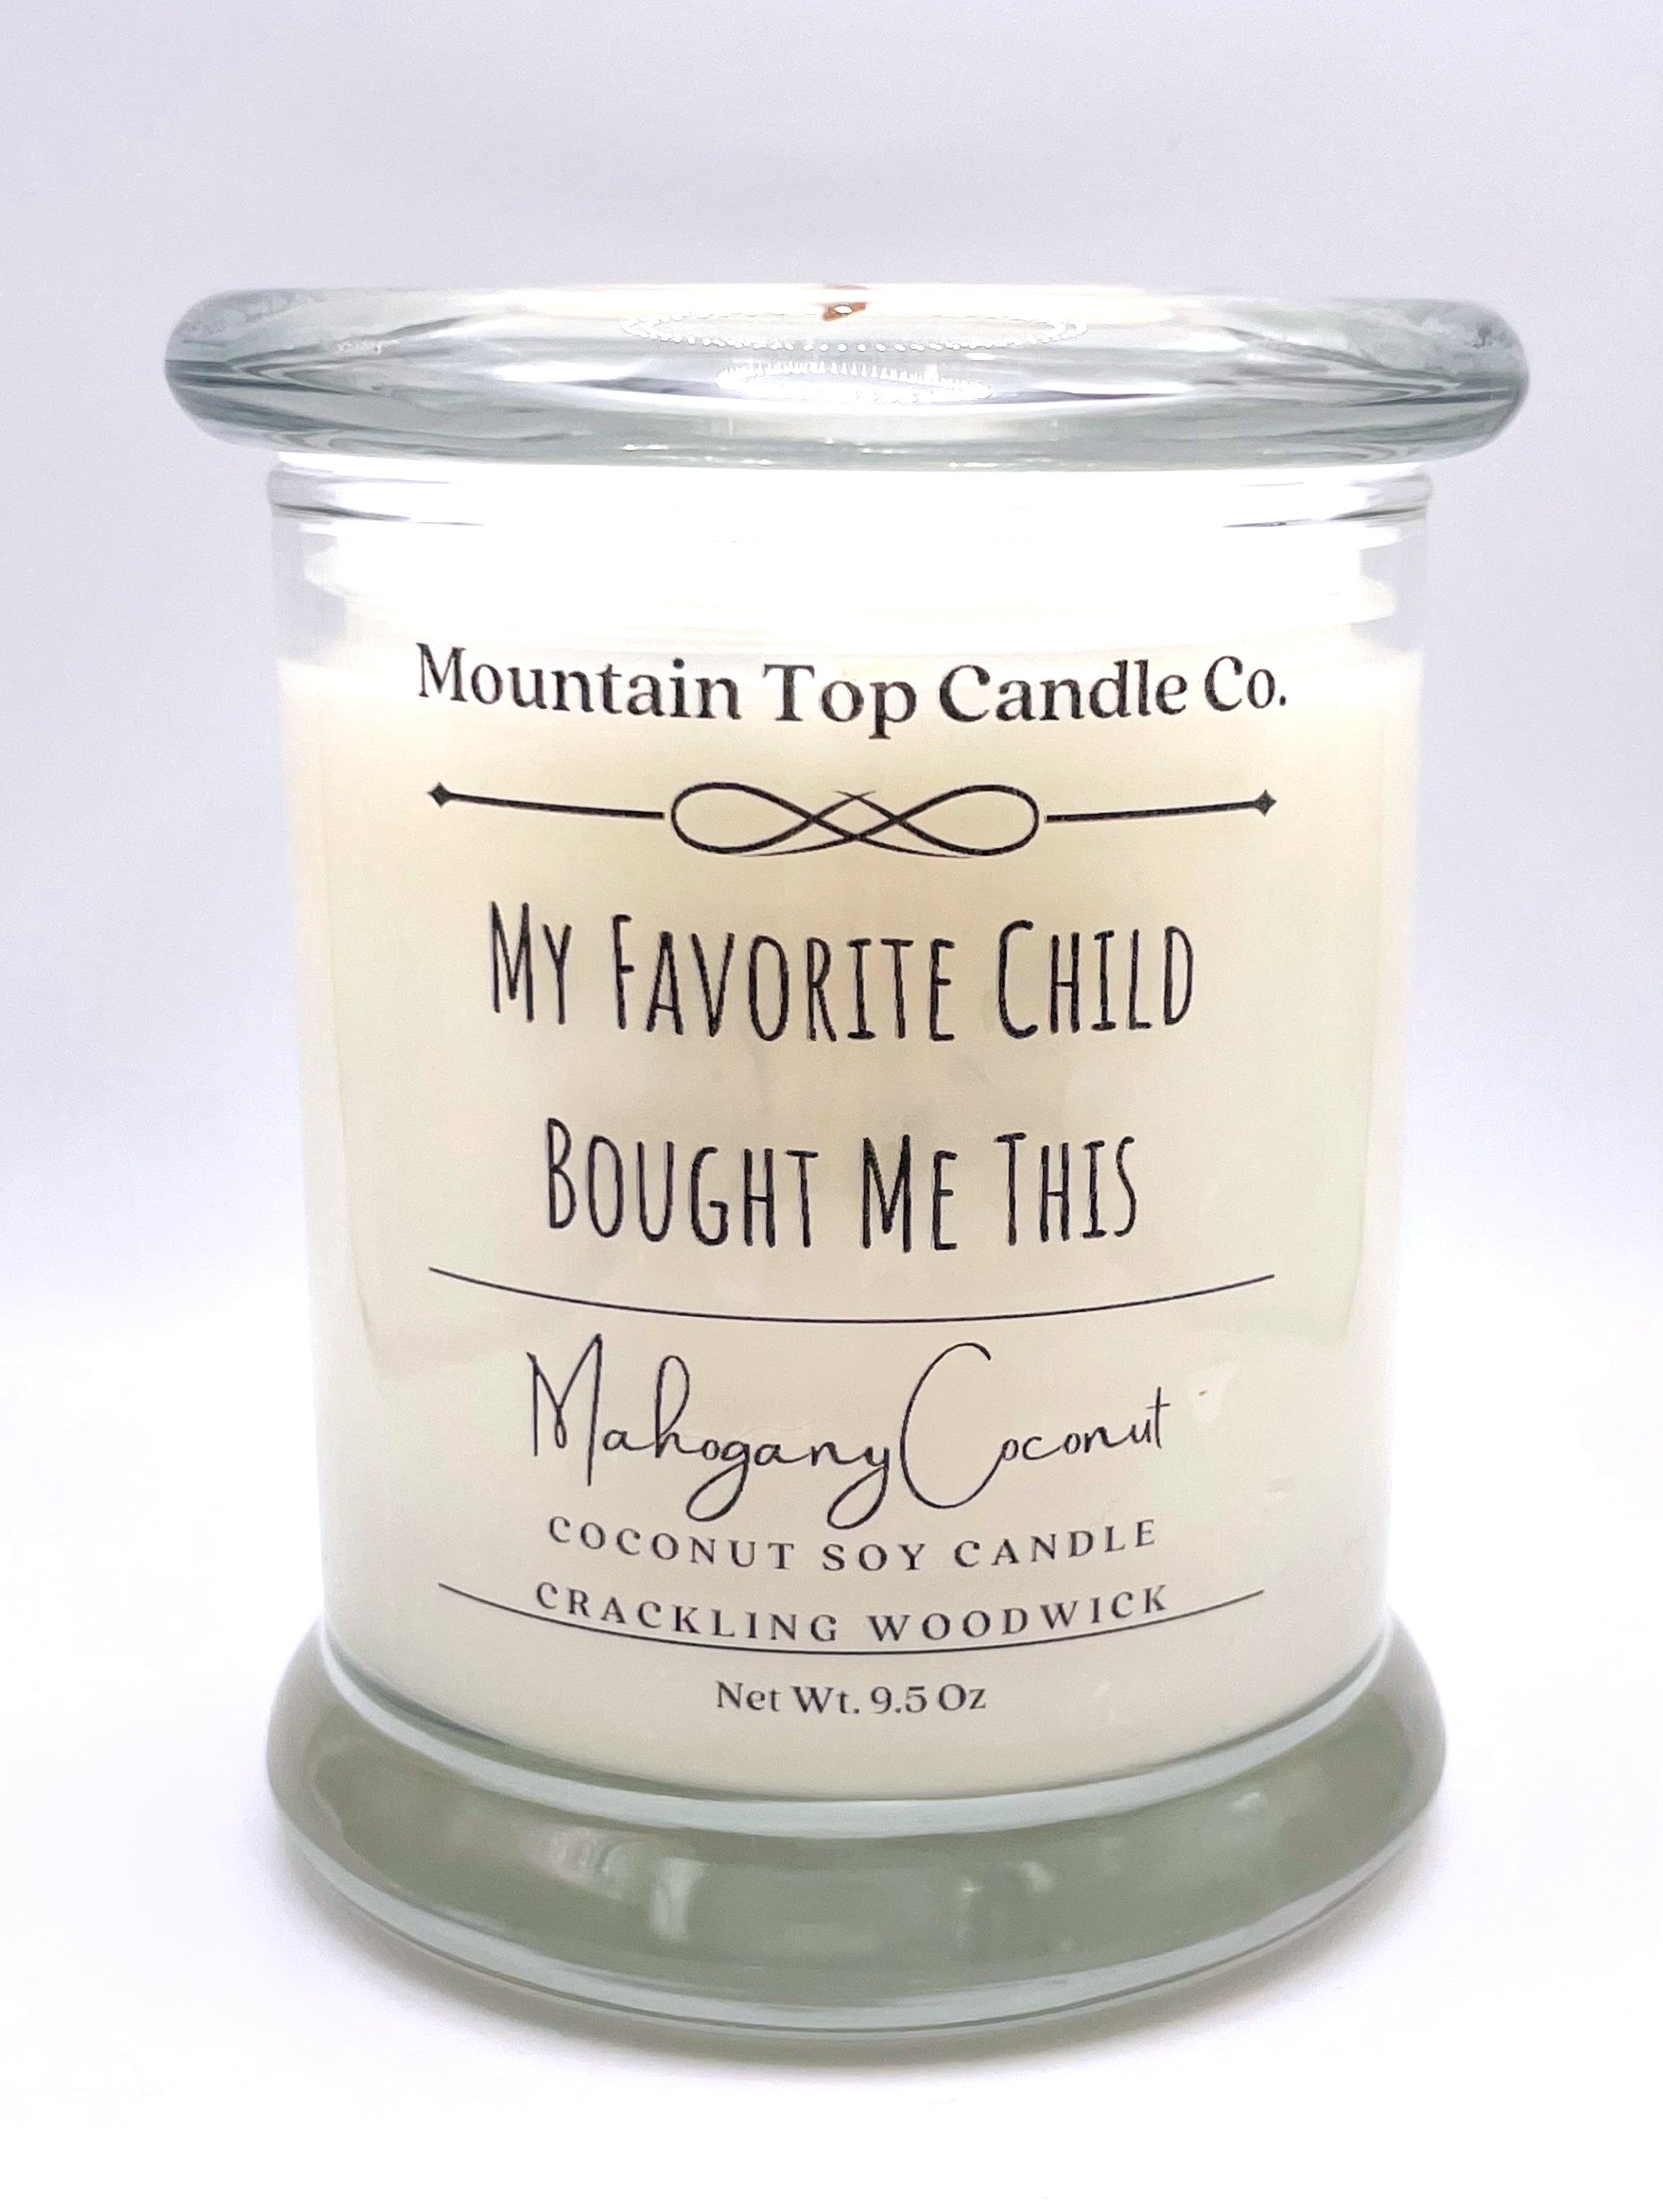 Mountain Top Candle Co.
My Favorite Child
Bought Me This
Mahogany Coconut
COCONUT SOY CANDLE
CRACKLING WOODWICK
Net Wt. 9.5 Oz